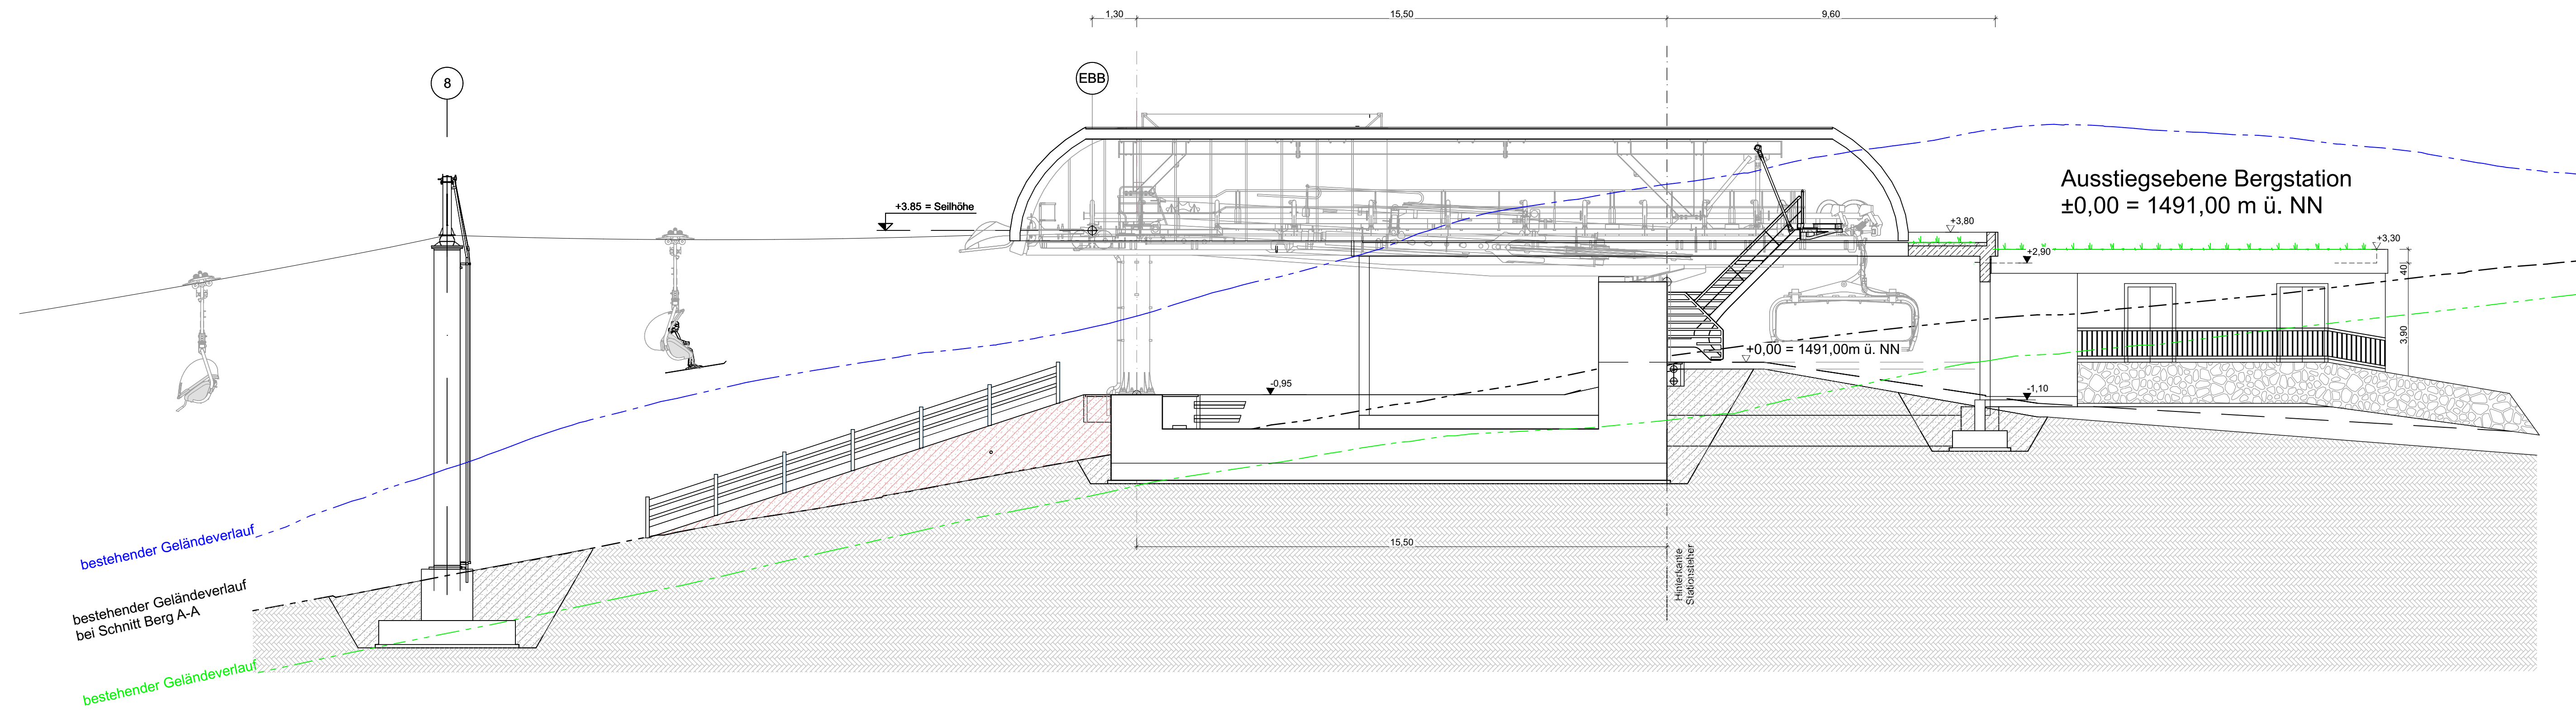 1,30
15,50
9,60
8
EBB
+3.85 = Seilhöhe
Ausstiegsebene Bergstation
±0,00 = 1491,00 m ü. NN
+3,80
+3,30
+2,90
40
3,90
+0,00 = 1491,00m ü. NN
-0,95
-1,10
15,50
Hinterkante
Stationsteher
bestehender Geländeverlauf
bestehender Geländeverlauf
bei Schnitt Berg A-A
bestehender Geländeverlauf